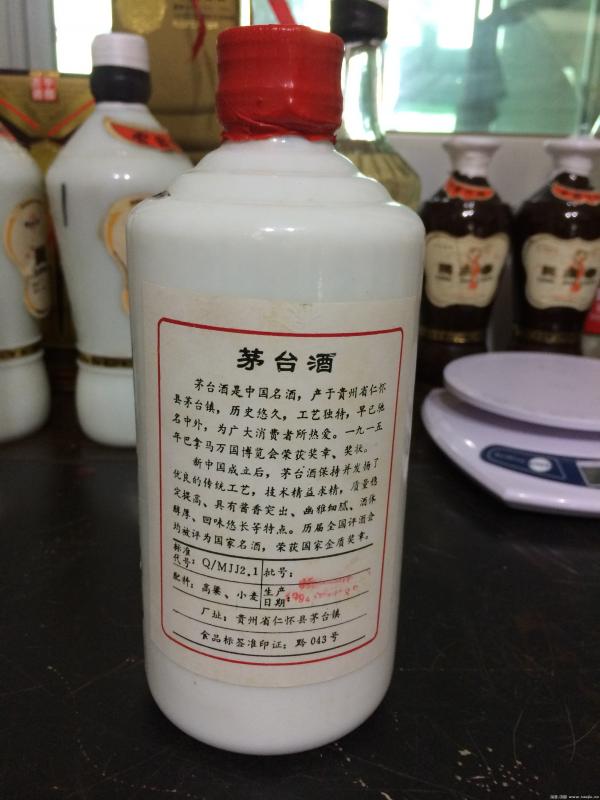 茅台酒
茅台酒是中国名酒，产于贵州省仁怀
县茅台镇，历史悠久，工艺独特，早已驰
名中外，为广大消费者所热爱。一九一五
年巴拿马万国博览会荣获奖章、奖状。
新中国成立后，茅台酒保持并发扬了
优良的传统工艺，技术精益求精，质量稳
定提高、具有酱香突出、幽雅细腻、酒体
醇厚、回味悠长等特点。历届全国评酒会
均被评为国家名酒，荣获国家金质奖章。
标准代号：Q/MJJ2.1 批号：
配料：高粱、小麦 生产日期：
厂址：贵州省仁怀县茅台镇
食品标签准印证：黔 043 号